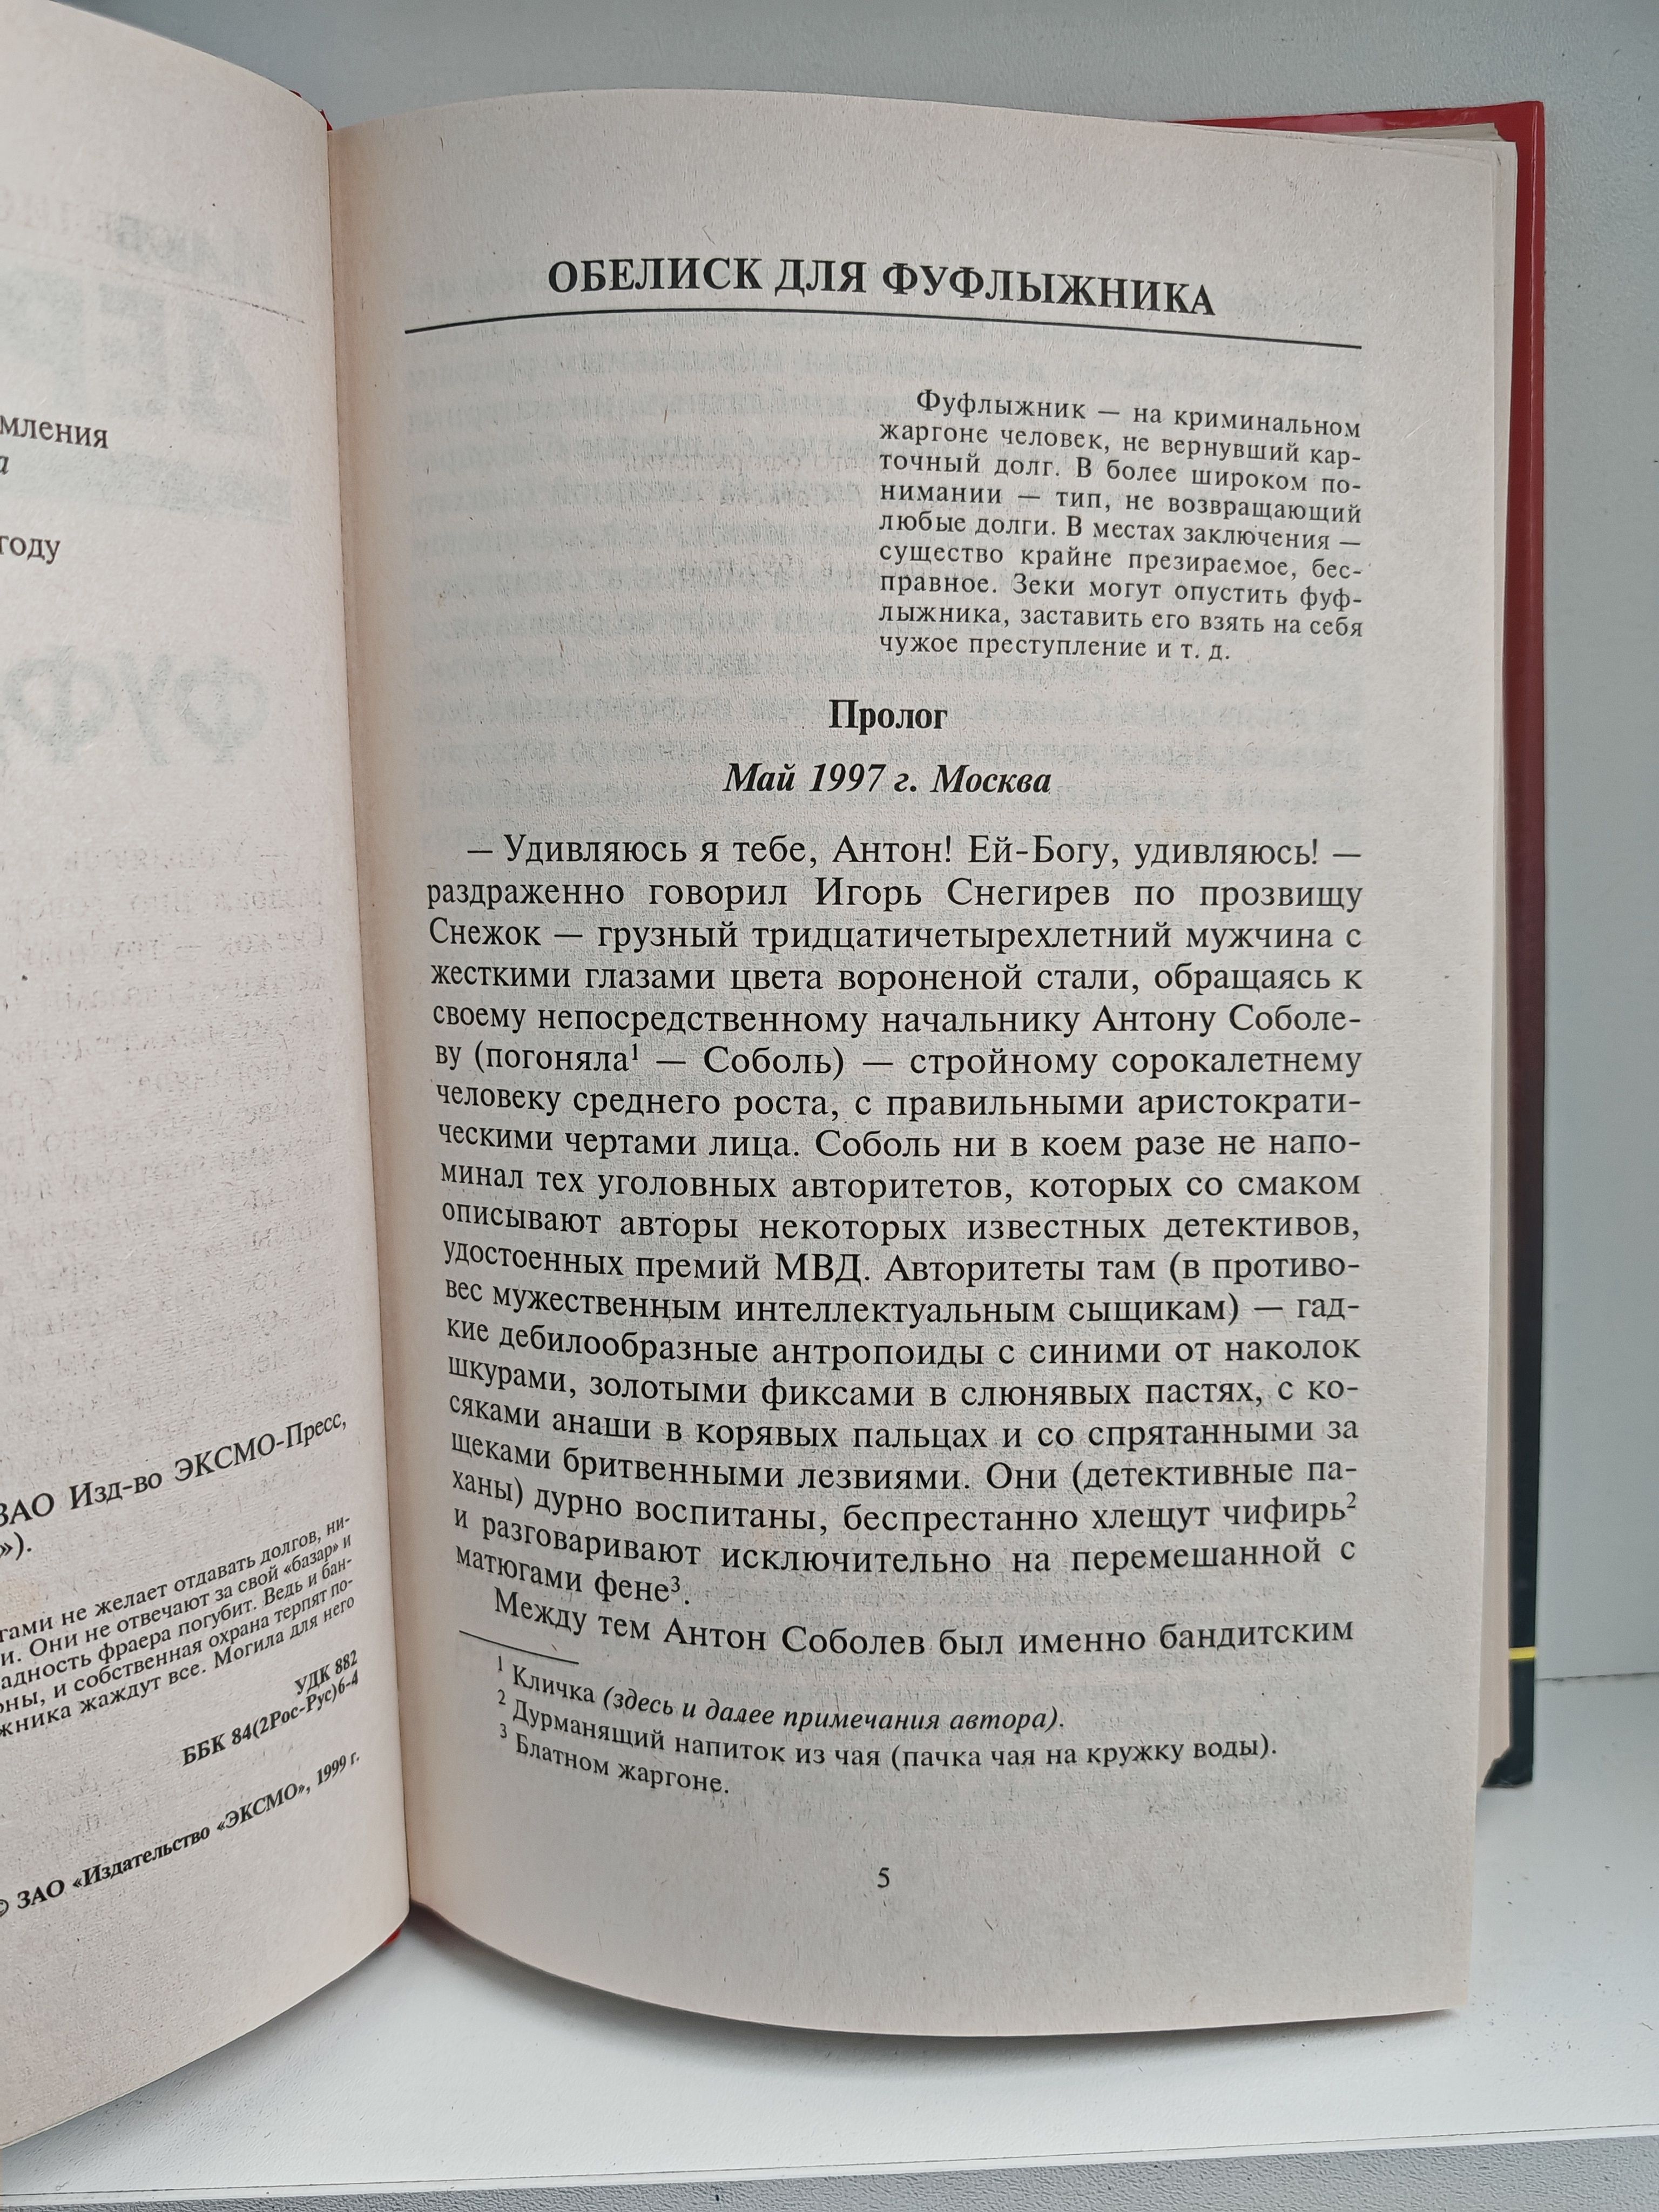 мления
а
году
ЗАО Изд-во ЭКСМО-Пресс,
»).
гами не желает отдавать долгов, ни-
и. Они не отвечают за свой «базар» и
адность фраера погубит. Ведь и бан-
оны, и собственная охрана терпят по-
жника жаждут все. Могила для него
УДК 882
ББК 84(2Рос-Рус)6-4
© ЗАО «Издательство «ЭКСМО», 1999 г.
ОБЕЛИСК ДЛЯ ФУФЛЫЖНИКА
Фуфлыжник — на криминальном
жаргоне человек, не вернувший кар-
точный долг. В более широком по-
нимании — тип, не возвращающий
любые долги. В местах заключения —
существо крайне презираемое, бес-
правное. Зеки могут опустить фуф-
лыжника, заставить его взять на себя
чужое преступление и т. д.
Пролог
Май 1997 г. Москва
— Удивляюсь я тебе, Антон! Ей-Богу, удивляюсь! —
раздраженно говорил Игорь Снегирев по прозвищу
Снежок — грузный тридцатичетырехлетний мужчина с
жесткими глазами цвета вороненой стали, обращаясь к
своему непосредственному начальнику Антону Соболе-
ву (погоняла¹ — Соболь) — стройному сорокалетнему
человеку среднего роста, с правильными аристократи-
ческими чертами лица. Соболь ни в коем разе не напо-
минал тех уголовных авторитетов, которых со смаком
описывают авторы некоторых известных детективов,
удостоенных премий МВД. Авторитеты там (в противо-
вес мужественным интеллектуальным сыщикам) — гад-
кие дебилообразные антропоиды с синими от наколок
шкурами, золотыми фиксами в слюнявых пастях, с ко-
сяками анаши в корявых пальцах и со спрятанными за
щеками бритвенными лезвиями. Они (детективные па-
ханы) дурно воспитаны, беспрестанно хлещут чифирь²
и разговаривают исключительно на перемешанной с
матюгами фене³.
Между тем Антон Соболев был именно бандитским
¹ Кличка (здесь и далее примечания автора).
² Дурманящий напиток из чая (пачка чая на кружку воды).
³ Блатном жаргоне.
5